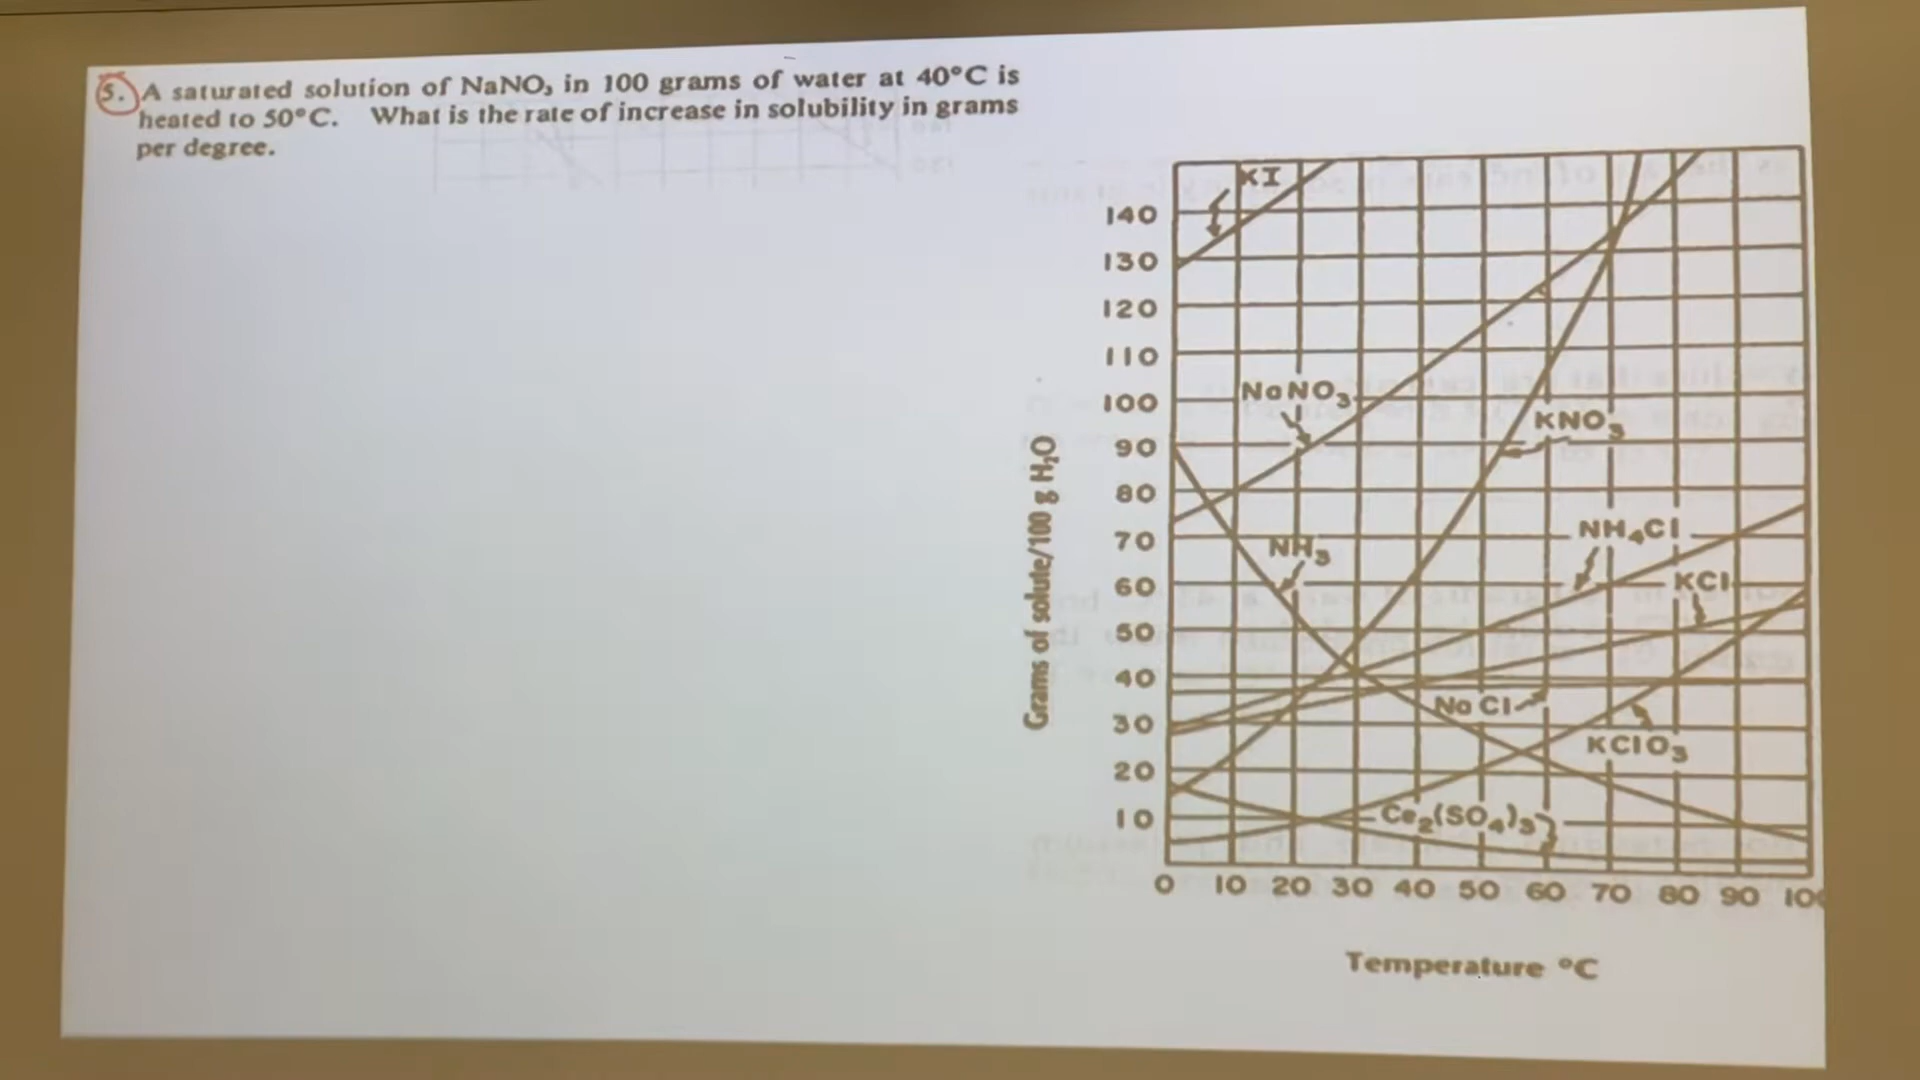 5. A saturated solution of NaNO₃ in 100 grams of water at 40°C is
heated to 50°C. What is the rate of increase in solubility in grams
per degree.
KI
140
130
120
110
100
90
80
70
60
50
40
30
20
10
NaNO₃
KNO₃
NH₃
NH₄Cl
KCl
NaCl
KClO₃
Ce₂(SO₄)₃
Grams of solute/100 g H₂O
0 10 20 30 40 50 60 70 80 90 100
Temperature °C